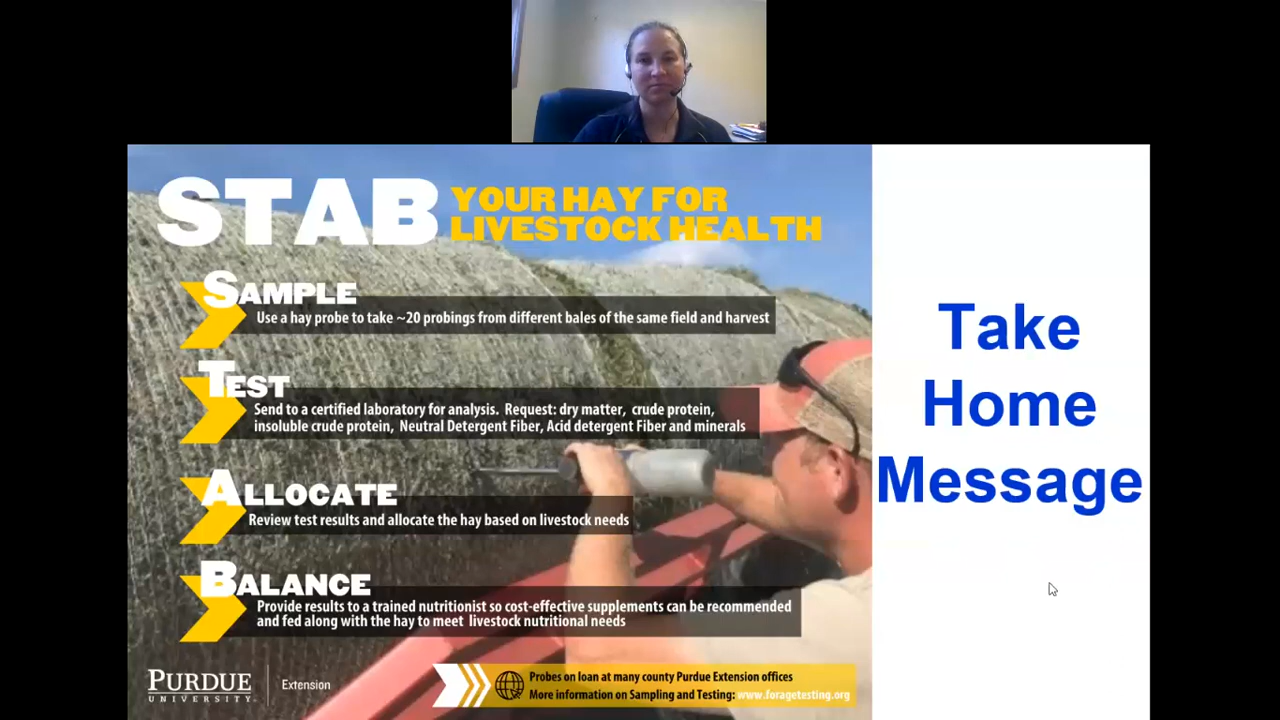 STAB YOUR HAY FOR
LIVESTOCK HEALTH
SAMPLE
Use a hay probe to take ~20 probings from different bales of the same field and harvest
TEST
Send to a certified laboratory for analysis. Request: dry matter, crude protein,
insoluble crude protein, Neutral Detergent Fiber, Acid detergent Fiber and minerals
ALLOCATE
Review test results and allocate the hay based on livestock needs
BALANCE
Provide results to a trained nutritionist so cost-effective supplements can be recommended
and fed along with the hay to meet livestock nutritional needs
PURDUE
UNIVERSITY
Extension
Probes on loan at many county Purdue Extension offices
More information on Sampling and Testing: www.foragetesting.org
Take
Home
Message